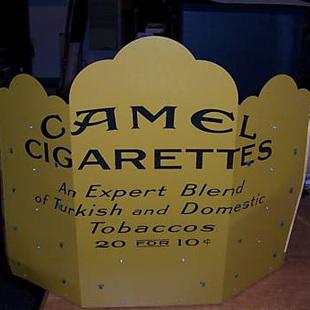 CAMEL
CIGARETTES
An Expert Blend
of Turkish and Domestic
Tobaccos
20 FOR 10¢